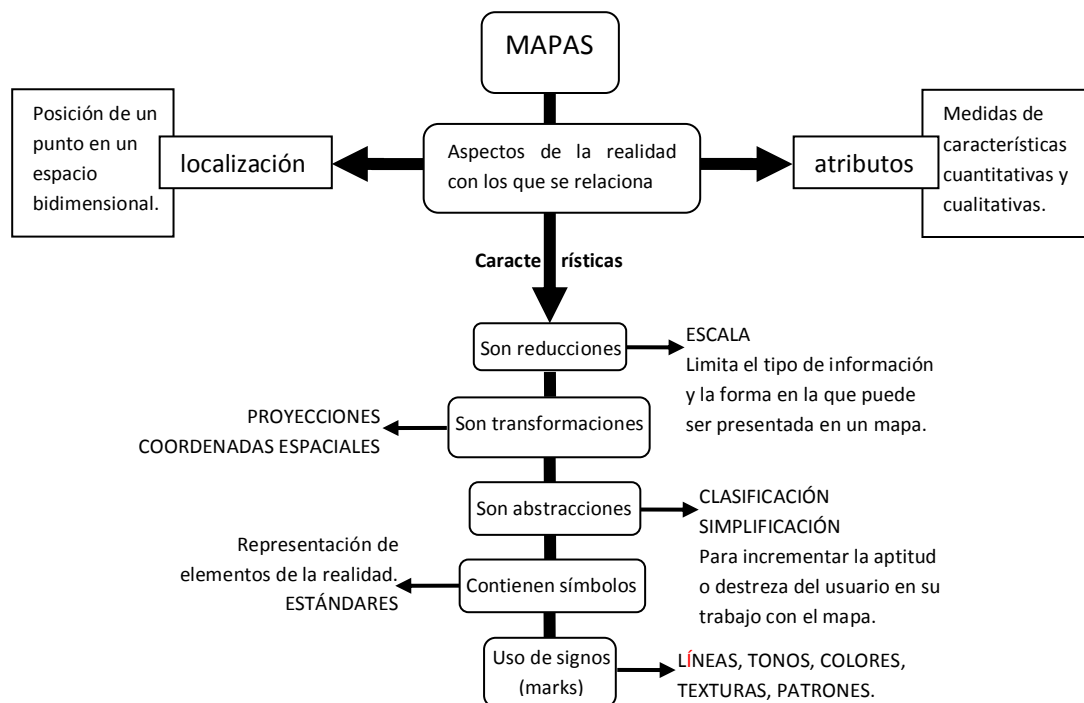 MAPAS
Posición de un
punto en un
espacio
bidimensional.
localización
Aspectos de la realidad
con los que se relaciona
atributos
Medidas de
características
cuantitativas y
cualitativas.
Caracte rísticas
Son reducciones
ESCALA
Limita el tipo de información
y la forma en la que puede
ser presentada en un mapa.
PROYECCIONES
COORDENADAS ESPACIALES
Son transformaciones
Son abstracciones
CLASIFICACIÓN
SIMPLIFICACIÓN
Para incrementar la aptitud
o destreza del usuario en su
trabajo con el mapa.
Representación de
elementos de la realidad.
ESTÁNDARES
Contienen símbolos
Uso de signos
(marks)
LÍNEAS, TONOS, COLORES,
TEXTURAS, PATRONES.